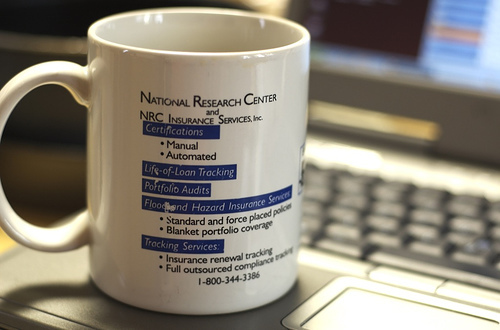 NATIONAL RESEARCH CENTER
and
NRC INSURANCE SERVICES, Inc.
Certifications
• Manual
• Automated
Life-of-Loan Tracking
Portfolio Audits
Flood and Hazard Insurance Services
• Standard and force placed policies
• Blanket portfolio coverage
Tracking Services:
• Insurance renewal tracking
• Full outsourced compliance tracking
1-800-344-3386